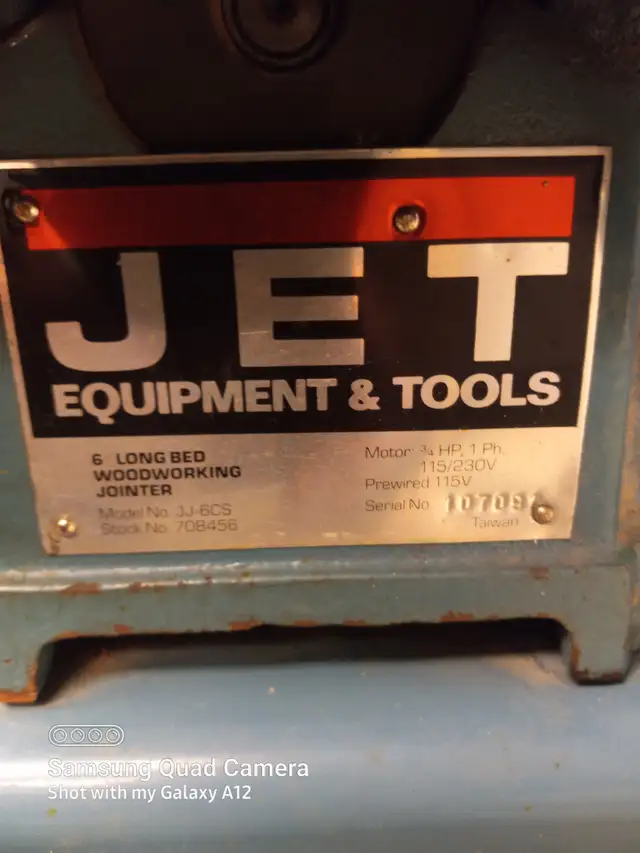 JET
EQUIPMENT & TOOLS
6 LONG BED
WOODWORKING
JOINTER
Model No. JJ-6CS
Stock No. 708456
Motor: ¾ HP, 1 Ph.
115/230V
Prewired 115V
Serial No.
Taiwan
Samsung Quad Camera
Shot with my Galaxy A12